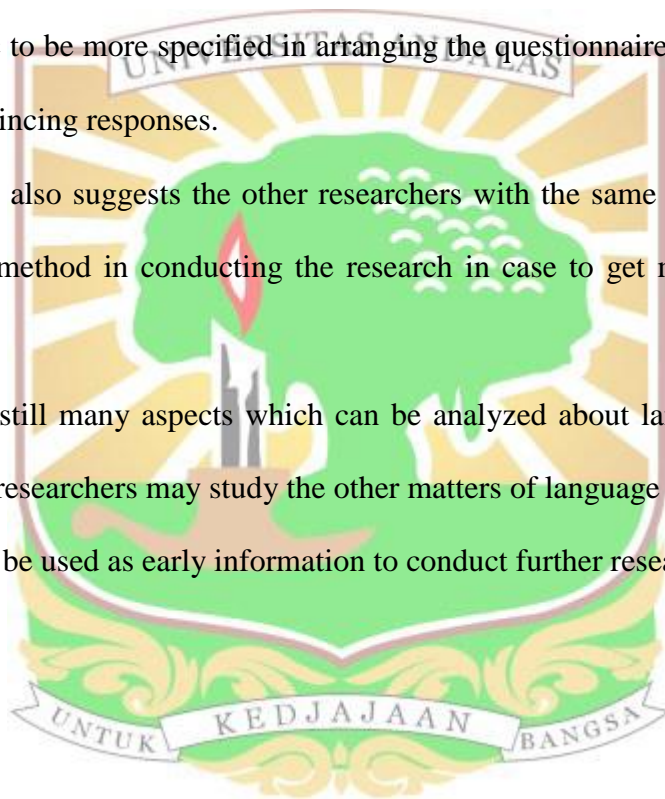 to be more specified in arranging the questionnaire
UNIVERSITAS ANDALAS
incing responses.
also suggests the other researchers with the same
method in conducting the research in case to get
still many aspects which can be analyzed about
researchers may study the other matters of language
be used as early information to conduct further
UNTUK KEDJAJAAN BANGSA